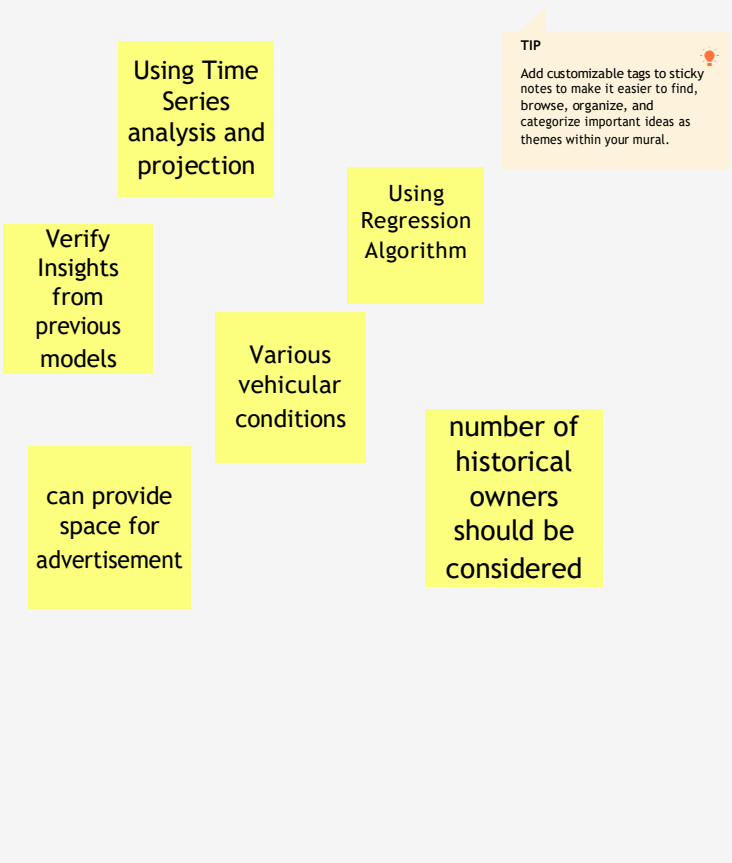 Using Time
Series
analysis and
projection
TIP
Add customizable tags to sticky
notes to make it easier to find,
browse, organize, and
categorize important ideas as
themes within your mural.
Using
Regression
Algorithm
Verify
Insights
from
previous
models
Various
vehicular
conditions
number of
historical
owners
should be
considered
can provide
space for
advertisement